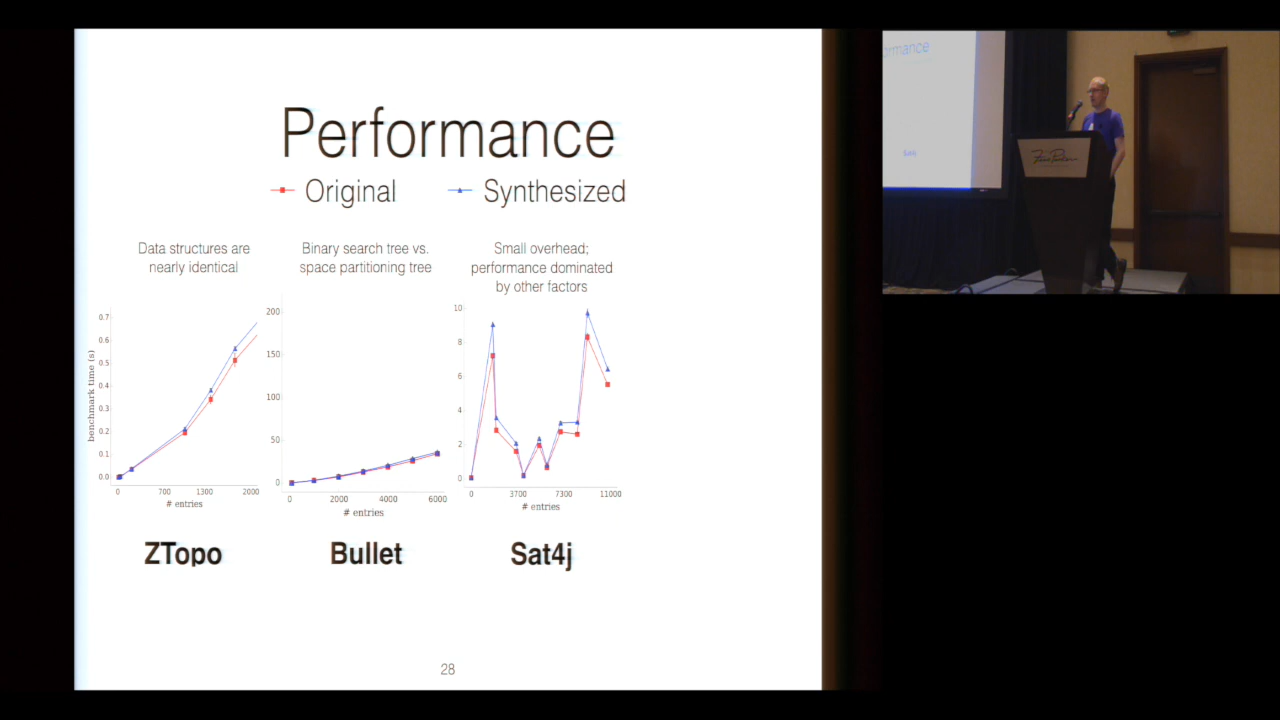 Performance
Original
Synthesized
Data structures are
nearly identical
Binary search tree vs.
space partitioning tree
Small overhead;
performance dominated
by other factors
benchmark time (s)
0.7
0.6
0.5
0.4
0.3
0.2
0.1
0.0
0 700 1300 2000
# entries
200
150
100
50
0
0 2000 4000 6000
# entries
10
8
6
4
2
0
0 3700 7300 11000
# entries
ZTopo
Bullet
Sat4j
28
ormance